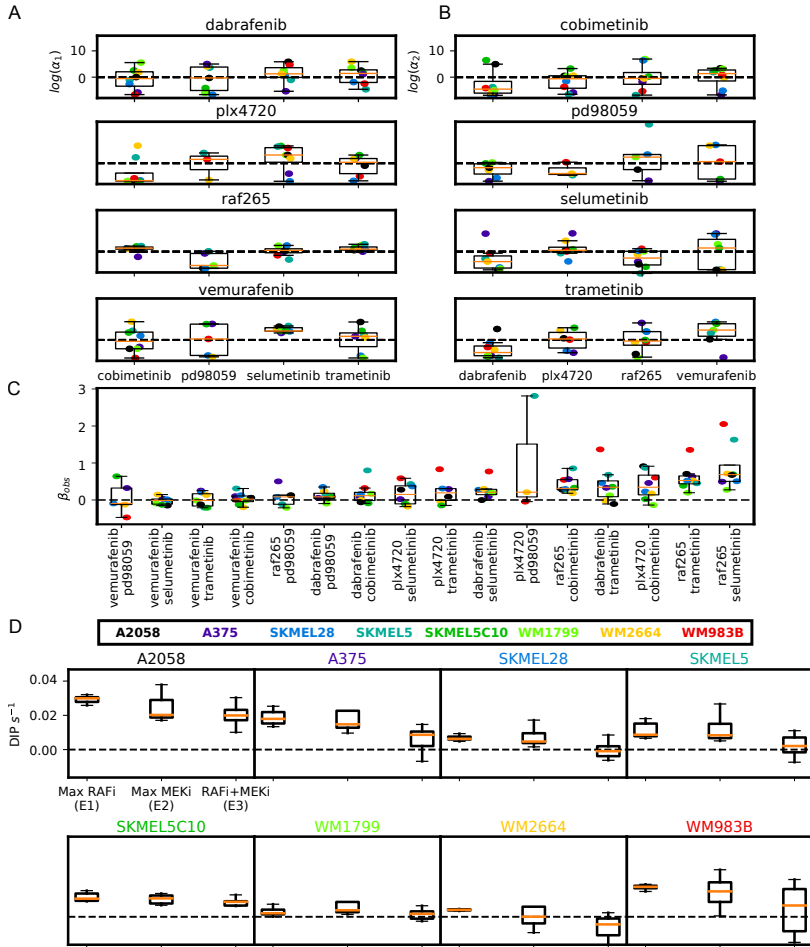 A
B
dabrafenib
cobimetinib
log(α₁)
10
0
log(α₂)
10
0
plx4720
pd98059
raf265
selumetinib
vemurafenib
trametinib
cobimetinib
pd98059
selumetinib
trametinib
dabrafenib
plx4720
raf265
vemurafenib
C
β_obs
3
2
1
0
vemurafenib
pd98059
vemurafenib
selumetinib
vemurafenib
trametinib
vemurafenib
cobimetinib
raf265
pd98059
dabrafenib
pd98059
dabrafenib
cobimetinib
plx4720
selumetinib
plx4720
trametinib
dabrafenib
selumetinib
plx4720
pd98059
raf265
cobimetinib
dabrafenib
trametinib
plx4720
cobimetinib
raf265
trametinib
raf265
selumetinib
D
A2058 A375 SKMEL28 SKMEL5 SKMEL5C10 WM1799 WM2664 WM983B
A2058
A375
SKMEL28
SKMEL5
DIP s⁻¹
0.04
0.02
0.00
Max RAFi
(E1)
Max MEKi
(E2)
RAFi+MEKi
(E3)
SKMEL5C10
WM1799
WM2664
WM983B